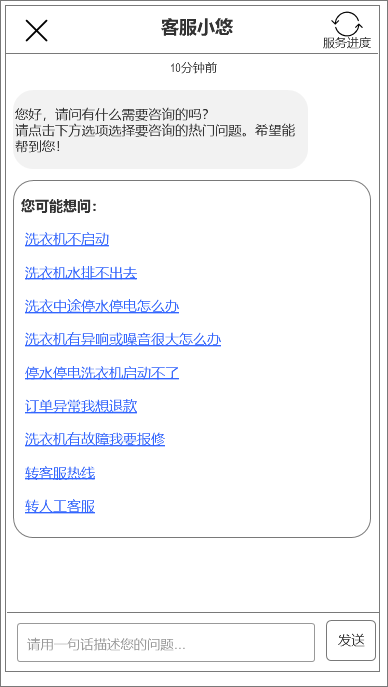 客服小悠
服务进度
10分钟前
您好，请问有什么需要咨询的吗？
请点击下方选项选择要咨询的热门问题。希望能
帮到您！
您可能想问：
洗衣机不启动
洗衣机水排不出去
洗衣中途停水停电怎么办
洗衣机有异响或噪音很大怎么办
停水停电洗衣机启动不了
订单异常我想退款
洗衣机有故障我要报修
转客服热线
转人工客服
请用一句话描述您的问题...
发送